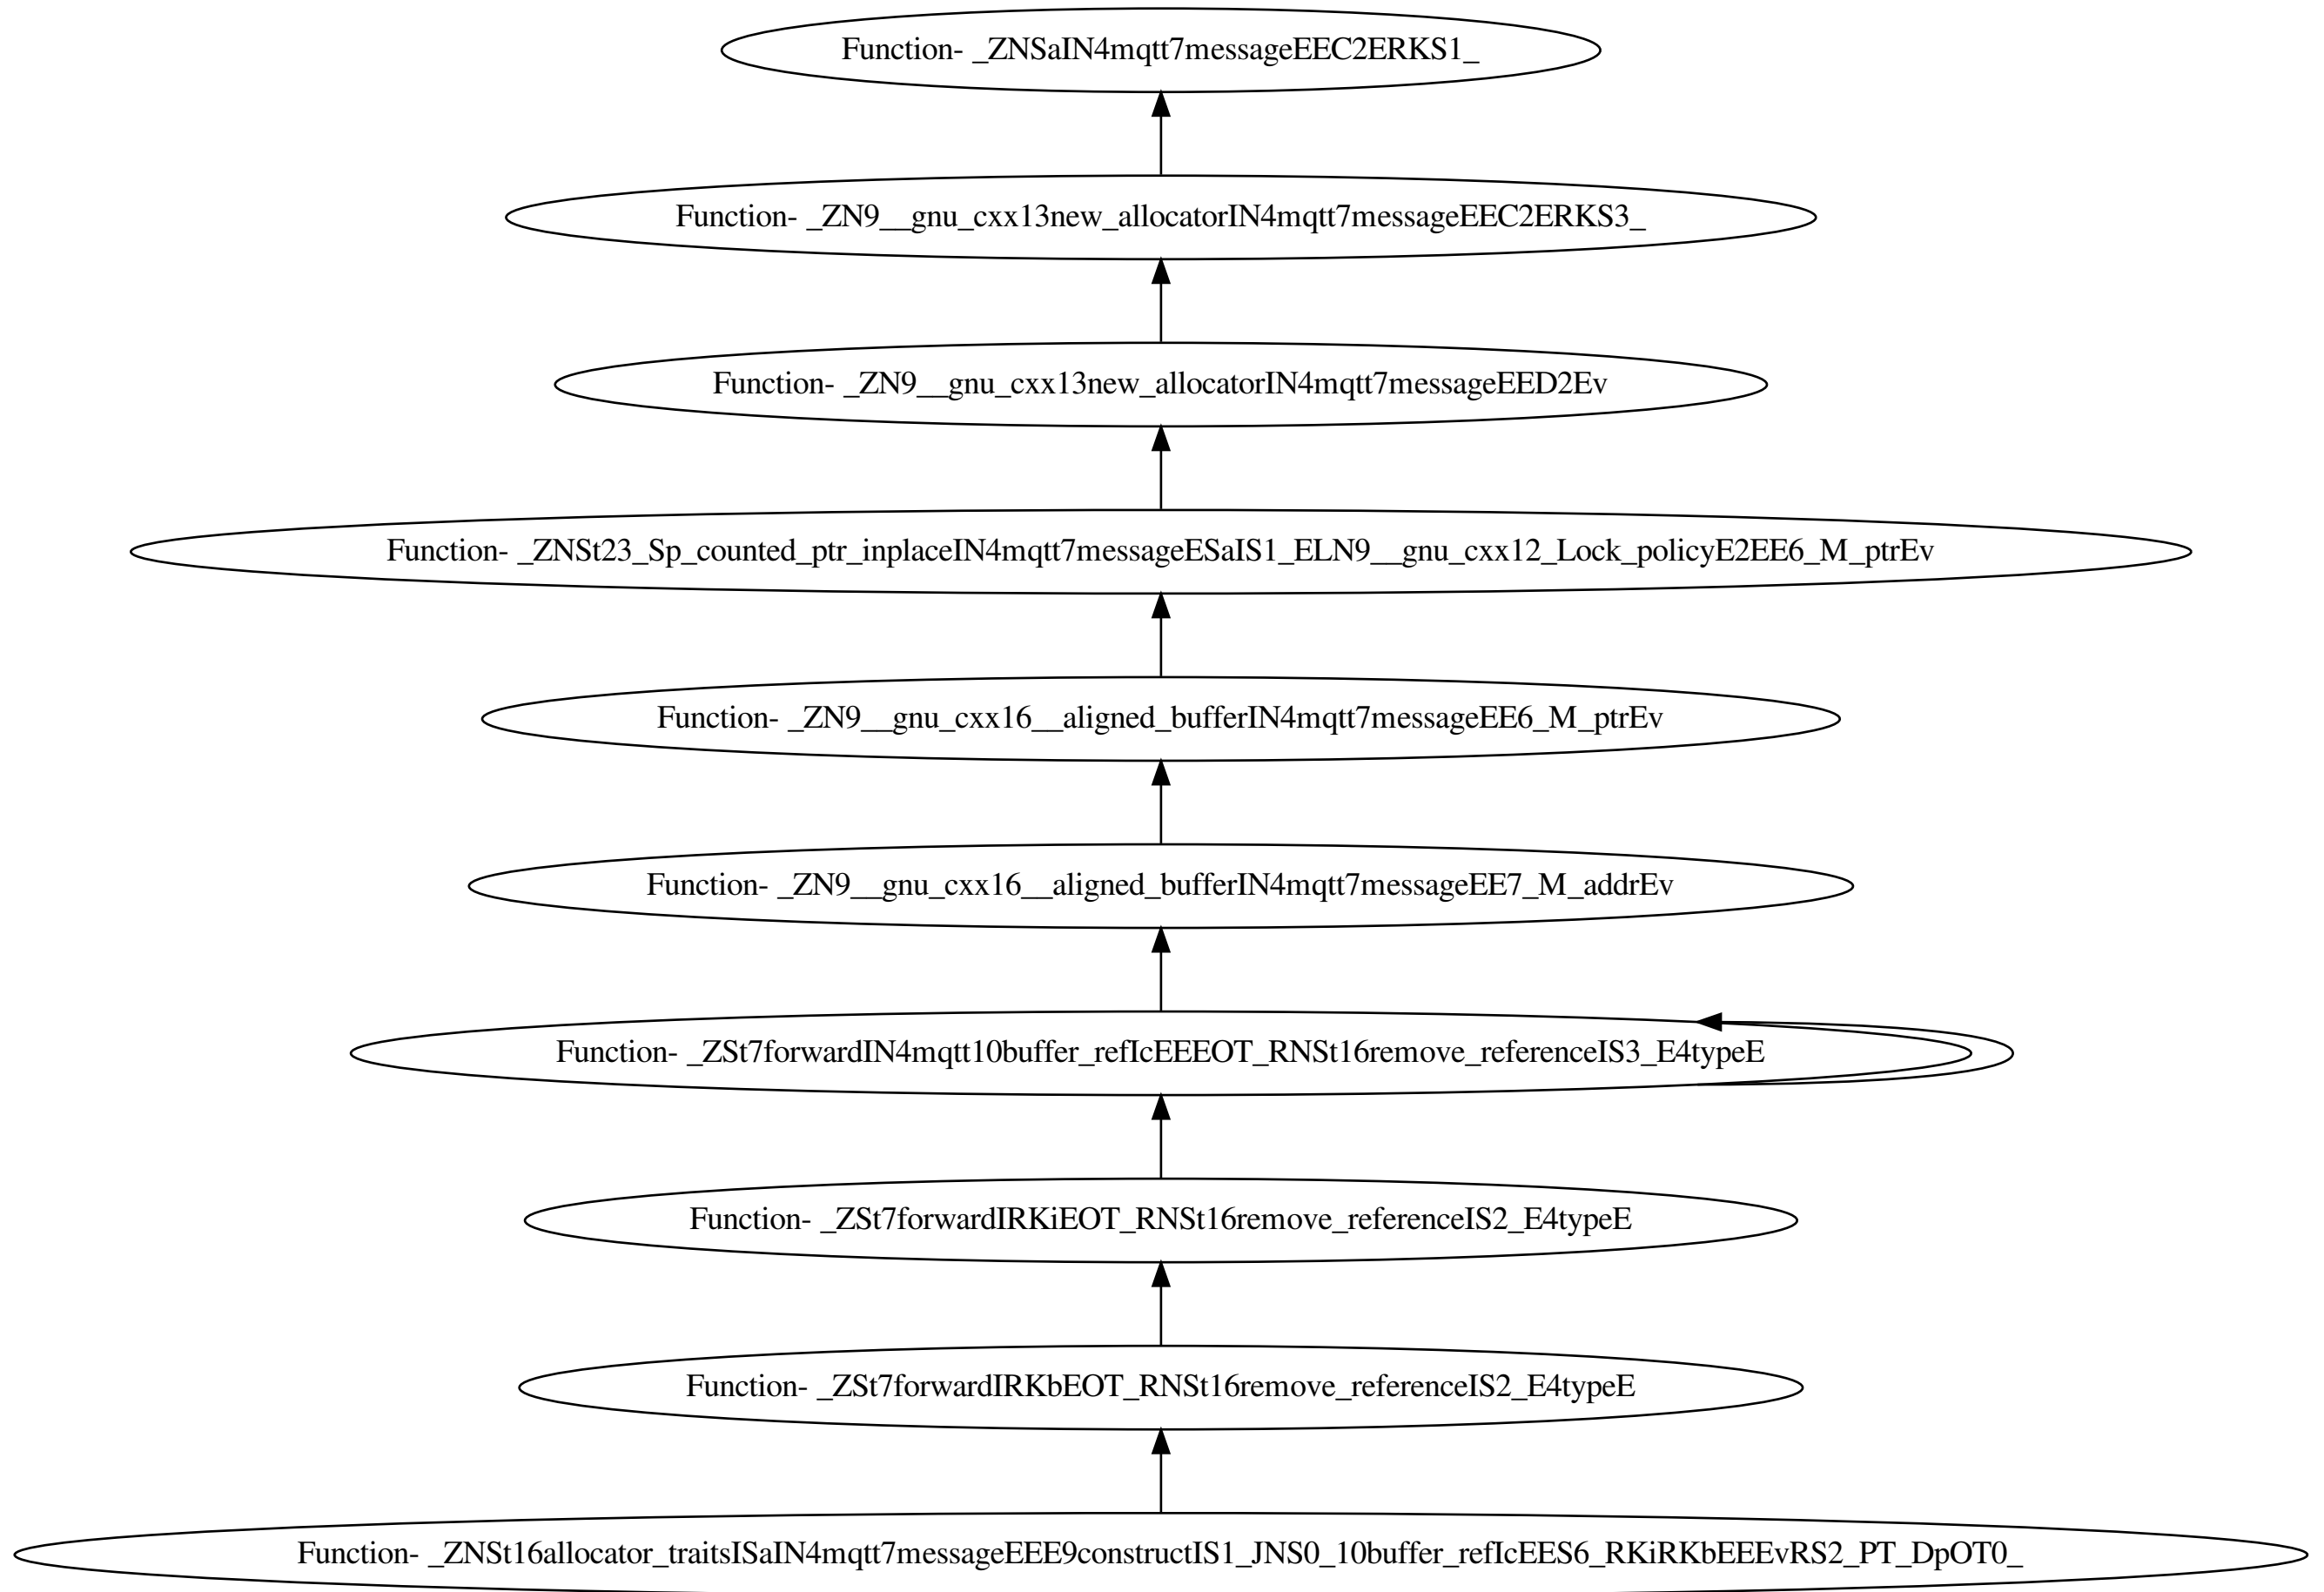 Function- _ZNSaIN4mqtt7messageEEC2ERKS1_
Function- _ZN9__gnu_cxx13new_allocatorIN4mqtt7messageEEC2ERKS3_
Function- _ZN9__gnu_cxx13new_allocatorIN4mqtt7messageEED2Ev
Function- _ZNSt23_Sp_counted_ptr_inplaceIN4mqtt7messageESaIS1_ELN9__gnu_cxx12_Lock_policyE2EE6_M_ptrEv
Function- _ZN9__gnu_cxx16__aligned_bufferIN4mqtt7messageEE6_M_ptrEv
Function- _ZN9__gnu_cxx16__aligned_bufferIN4mqtt7messageEE7_M_addrEv
Function- _ZSt7forwardIN4mqtt10buffer_refIcEEEOT_RNSt16remove_referenceIS3_E4typeE
Function- _ZSt7forwardIRKiEOT_RNSt16remove_referenceIS2_E4typeE
Function- _ZSt7forwardIRKbEOT_RNSt16remove_referenceIS2_E4typeE
Function- _ZNSt16allocator_traitsISaIN4mqtt7messageEEE9constructIS1_JNS0_10buffer_refIcEES6_RKiRKbEEEvRS2_PT_DpOT0_